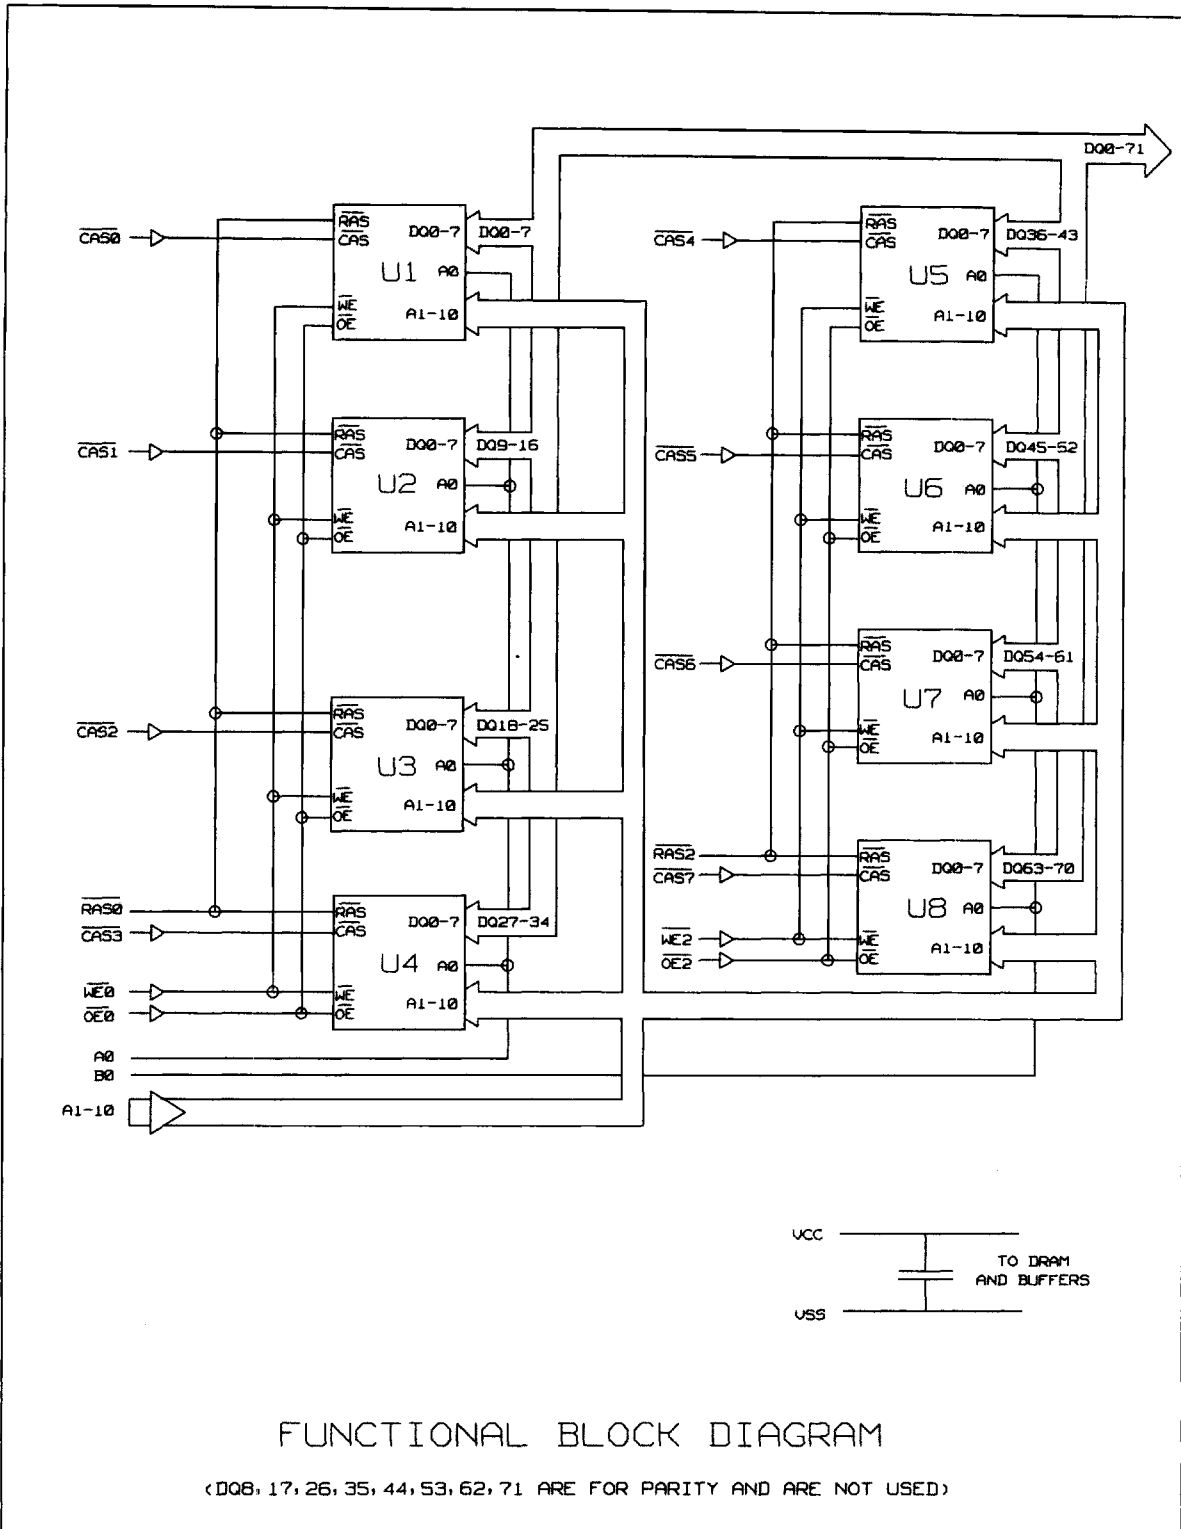 DQ0-71
RAS
CAS0
CAS
DQ0-7
DQ0-7
U1
A0
WE
A1-10
OE
RAS
CAS4
CAS
DQ0-7
DQ36-43
U5
A0
WE
A1-10
OE
RAS
CAS1
CAS
DQ0-7
DQ9-16
U2
A0
WE
A1-10
OE
RAS
CAS5
CAS
DQ0-7
DQ45-52
U6
A0
WE
A1-10
OE
RAS
CAS6
CAS
DQ0-7
DQ54-61
U7
A0
WE
A1-10
OE
RAS
CAS2
CAS
DQ0-7
DQ18-25
U3
A0
WE
A1-10
OE
RAS2
RAS
CAS7
CAS
DQ0-7
DQ63-70
U8
A0
WE2
WE
A1-10
OE2
OE
RAS0
RAS
CAS3
CAS
DQ0-7
DQ27-34
U4
A0
WE0
WE
A1-10
OE0
OE
A0
B0
A1-10
VCC
TO DRAM
AND BUFFERS
VSS
FUNCTIONAL BLOCK DIAGRAM
(DQ8, 17, 26, 35, 44, 53, 62, 71 ARE FOR PARITY AND ARE NOT USED)